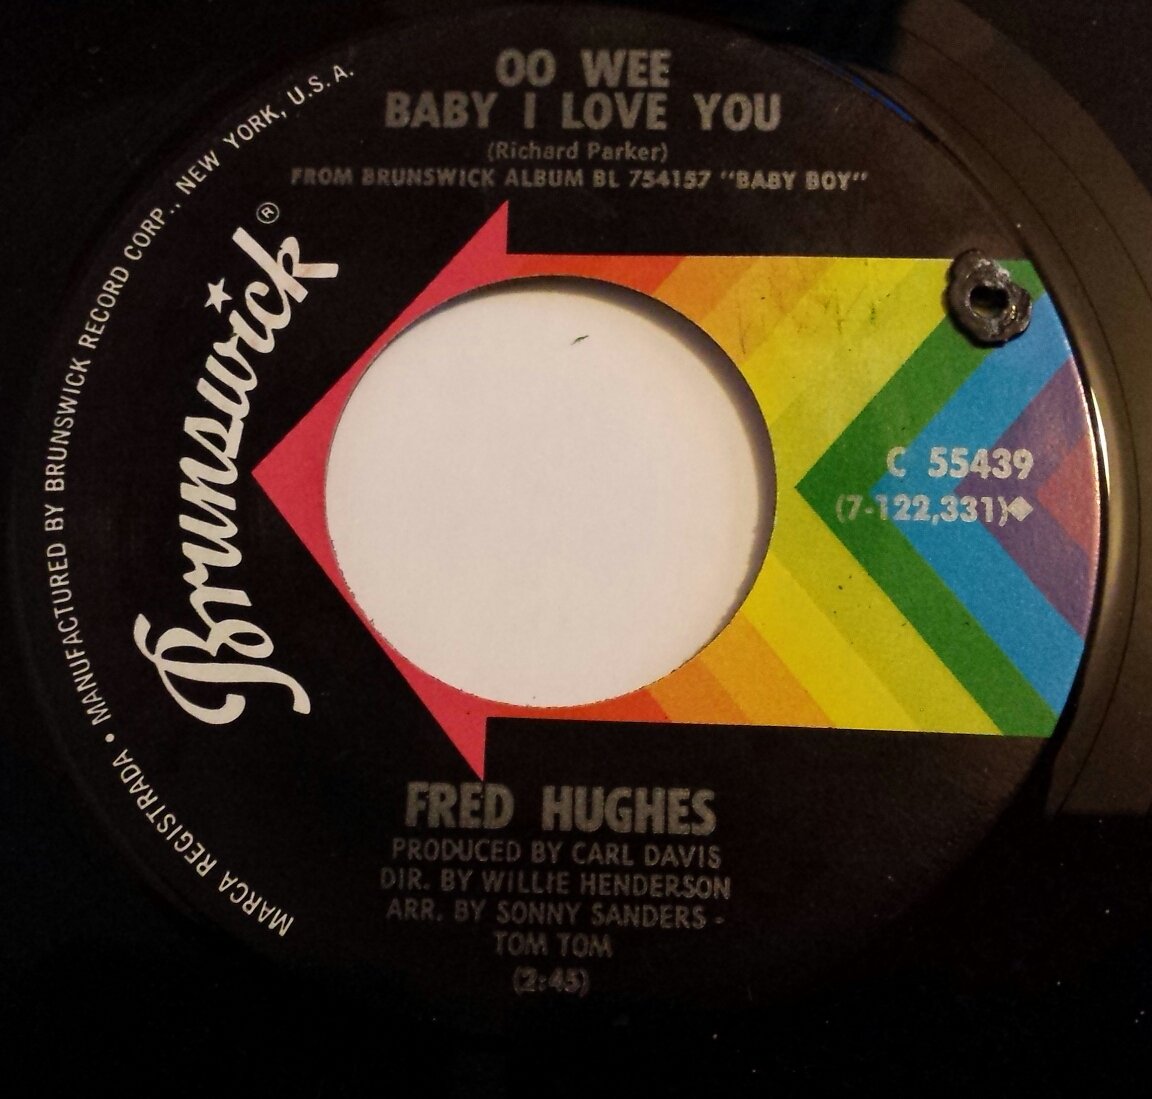 OO WEE
BABY I LOVE YOU
(Richard Parker)
FROM BRUNSWICK ALBUM BL 754157 "BABY BOY"
Brunswick®
MARCA REGISTRADA • MANUFACTURED BY BRUNSWICK RECORD CORP., NEW YORK, U.S.A.
C 55439
(7-122,331)◆
FRED HUGHES
PRODUCED BY CARL DAVIS
DIR. BY WILLIE HENDERSON
ARR. BY SONNY SANDERS -
TOM TOM
(2:45)